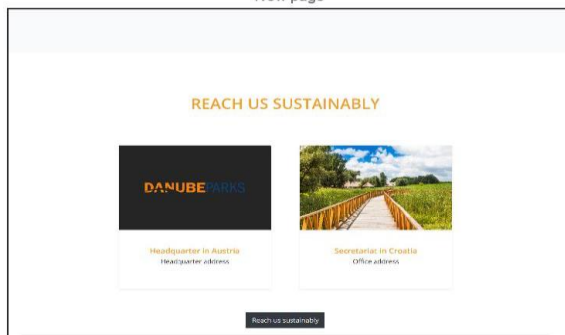 REACH US SUSTAINABLY
DANUBEPARKS
Headquarter in Austria
Headquarter address
Secretariat in Croatia
Office address
Reach us sustainably